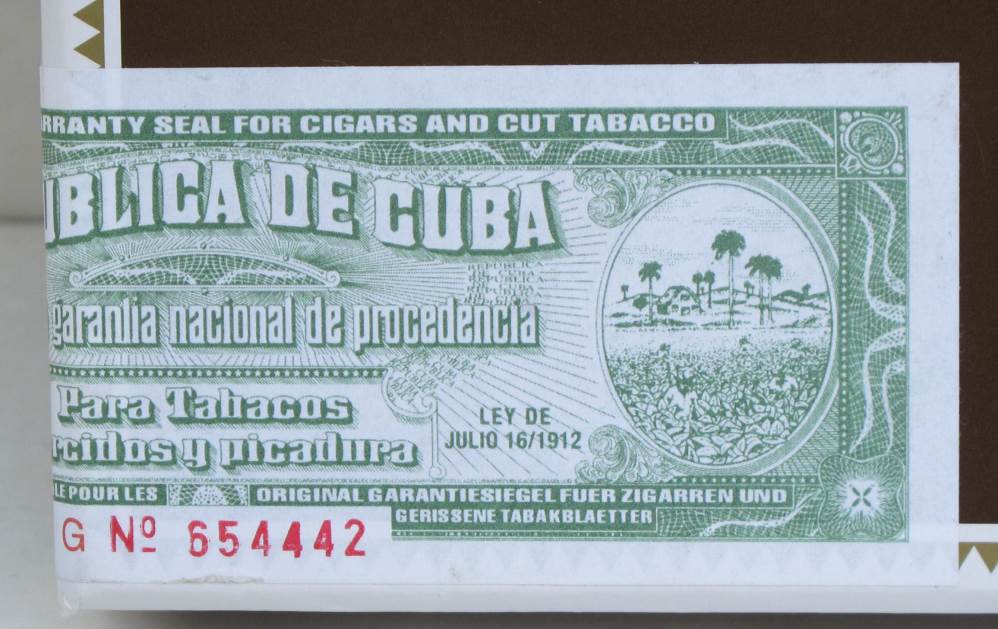 RRANTY SEAL FOR CIGARS AND CUT TABACCO
UBLICA DE CUBA
REPUBLICA
garantia nacional de procedencia
Para Tabacos
rcidos y picadura
LEY DE
JULIO 16/1912
LE POUR LES
ORIGINAL GARANTIESIEGEL FUER ZIGARREN UND
GERISSENE TABAKBLAETTER
G Nº 654442